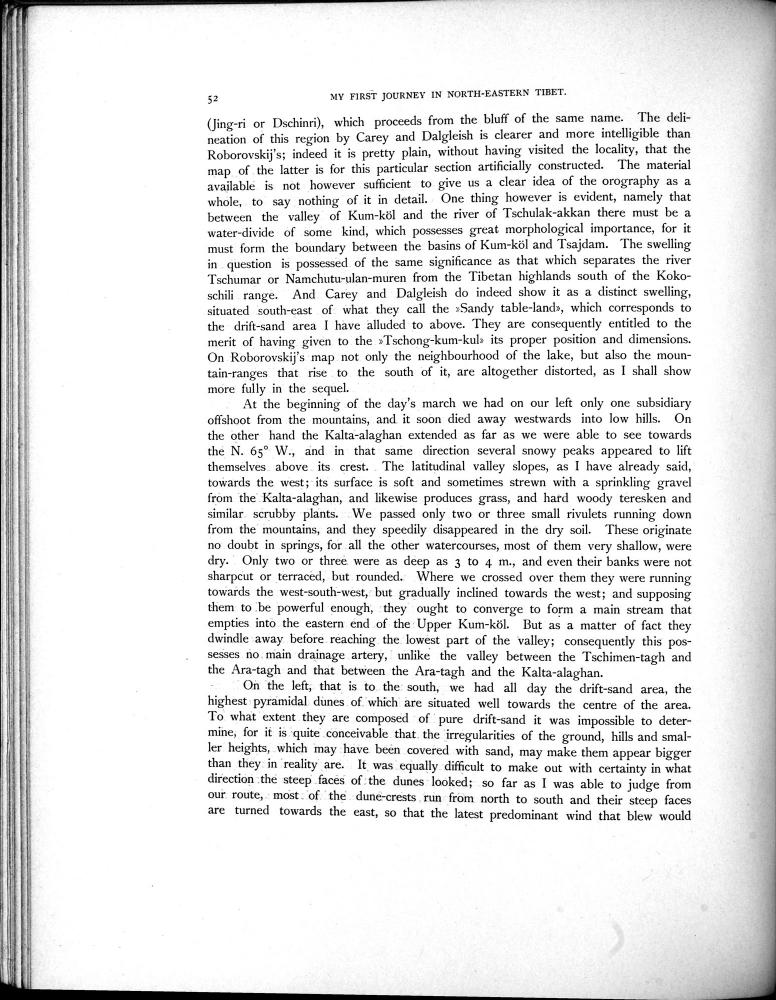 52
MY FIRST JOURNEY IN NORTH-EASTERN TIBET.
(Jing-ri or Dschinri), which proceeds from the bluff of the same name. The deli-
neation of this region by Carey and Dalgleish is clearer and more intelligible than
Roborovskij's; indeed it is pretty plain, without having visited the locality, that the
map of the latter is for this particular section artificially constructed. The material
available is not however sufficient to give us a clear idea of the orography as a
whole, to say nothing of it in detail. One thing however is evident, namely that
between the valley of Kum-köl and the river of Tschulak-akkan there must be a
water-divide of some kind, which possesses great morphological importance, for it
must form the boundary between the basins of Kum-köl and Tsajdam. The swelling
in question is possessed of the same significance as that which separates the river
Tschumar or Namchutu-ulan-muren from the Tibetan highlands south of the Koko-
schili range. And Carey and Dalgleish do indeed show it as a distinct swelling,
situated south-east of what they call the »Sandy table-land», which corresponds to
the drift-sand area I have alluded to above. They are consequently entitled to the
merit of having given to the »Tschong-kum-kul» its proper position and dimensions.
On Roborovskij's map not only the neighbourhood of the lake, but also the moun-
tain-ranges that rise to the south of it, are altogether distorted, as I shall show
more fully in the sequel.
At the beginning of the day's march we had on our left only one subsidiary
offshoot from the mountains, and it soon died away westwards into low hills. On
the other hand the Kalta-alaghan extended as far as we were able to see towards
the N. 65° W., and in that same direction several snowy peaks appeared to lift
themselves above its crest. The latitudinal valley slopes, as I have already said,
towards the west; its surface is soft and sometimes strewn with a sprinkling gravel
from the Kalta-alaghan, and likewise produces grass, and hard woody teresken and
similar scrubby plants. We passed only two or three small rivulets running down
from the mountains, and they speedily disappeared in the dry soil. These originate
no doubt in springs, for all the other watercourses, most of them very shallow, were
dry. Only two or three were as deep as 3 to 4 m., and even their banks were not
sharpcut or terraced, but rounded. Where we crossed over them they were running
towards the west-south-west, but gradually inclined towards the west; and supposing
them to be powerful enough, they ought to converge to form a main stream that
empties into the eastern end of the Upper Kum-köl. But as a matter of fact they
dwindle away before reaching the lowest part of the valley; consequently this pos-
sesses no main drainage artery, unlike the valley between the Tschimen-tagh and
the Ara-tagh and that between the Ara-tagh and the Kalta-alaghan.
On the left, that is to the south, we had all day the drift-sand area, the
highest pyramidal dunes of which are situated well towards the centre of the area.
To what extent they are composed of pure drift-sand it was impossible to deter-
mine, for it is quite conceivable that the irregularities of the ground, hills and smal-
ler heights, which may have been covered with sand, may make them appear bigger
than they in reality are. It was equally difficult to make out with certainty in what
direction the steep faces of the dunes looked; so far as I was able to judge from
our route, most of the dune-crests run from north to south and their steep faces
are turned towards the east, so that the latest predominant wind that blew would